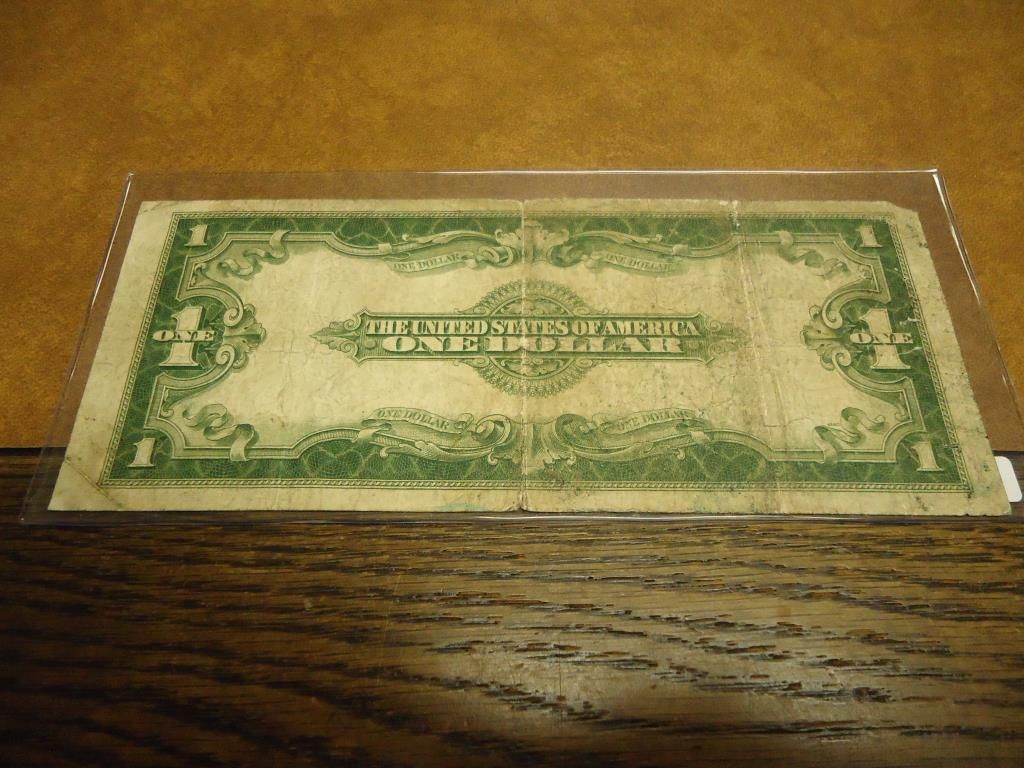 1 1
ONE DOLLAR ONE DOLLAR
THE UNITED STATES OF AMERICA
1 ONE ONE DOLLAR 1 ONE
ONE DOLLAR ONE DOLLAR
1 1